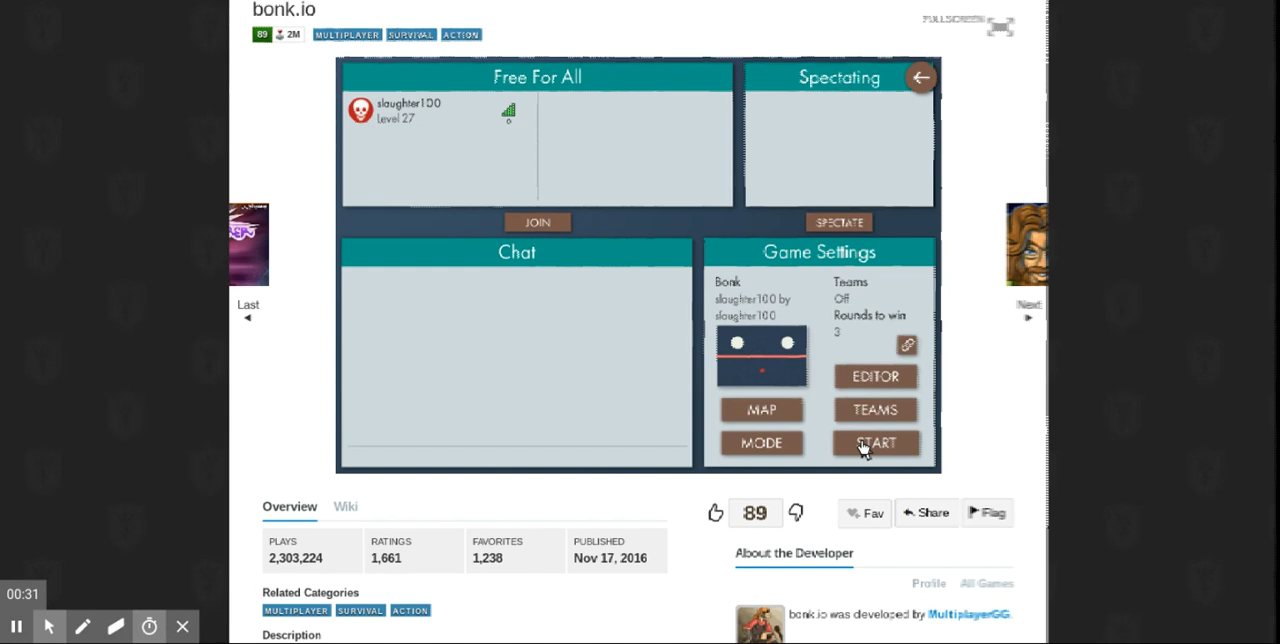 bonk.io
89 2M MULTIPLAYER SURVIVAL ACTION
FULLSCREEN
Free For All
Spectating
slaughter100
Level 27
0
JOIN
SPECTATE
Chat
Game Settings
Bonk
slaughter100 by
slaughter100
Teams
Off
Rounds to win
3
EDITOR
MAP
TEAMS
MODE
START
Last
Next
Overview Wiki
89
Fav
Share
Flag
PLAYS
2,303,224
RATINGS
1,661
FAVORITES
1,238
PUBLISHED
Nov 17, 2016
About the Developer
Profile All Games
Related Categories
MULTIPLAYER SURVIVAL ACTION
bonk.io was developed by MultiplayerGG.
Description
00:31